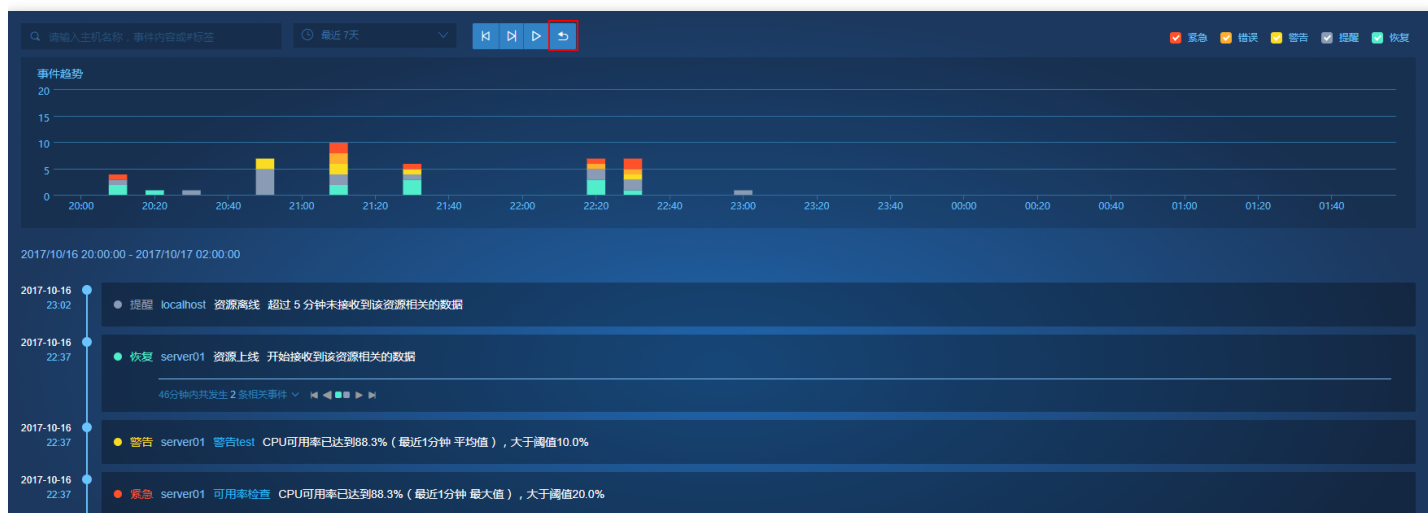 请输入主机名称，事件内容或#标签 最近7天 紧急 错误 警告 提醒 恢复
事件趋势
20
15
10
5
0
20:00 20:20 20:40 21:00 21:20 21:40 22:00 22:20 22:40 23:00 23:20 23:40 00:00 00:20 00:40 01:00 01:20 01:40
2017/10/16 20:00:00 - 2017/10/17 02:00:00
2017-10-16
23:02 提醒 localhost 资源离线 超过 5 分钟未接收到该资源相关的数据
2017-10-16
22:37 恢复 server01 资源上线 开始接收到该资源相关的数据
46分钟内共发生 2 条相关事件
2017-10-16
22:37 警告 server01 警告test CPU可用率已达到88.3%（最近1分钟 平均值），大于阈值10.0%
2017-10-16
22:37 紧急 server01 可用率检查 CPU可用率已达到88.3%（最近1分钟 最大值），大于阈值20.0%